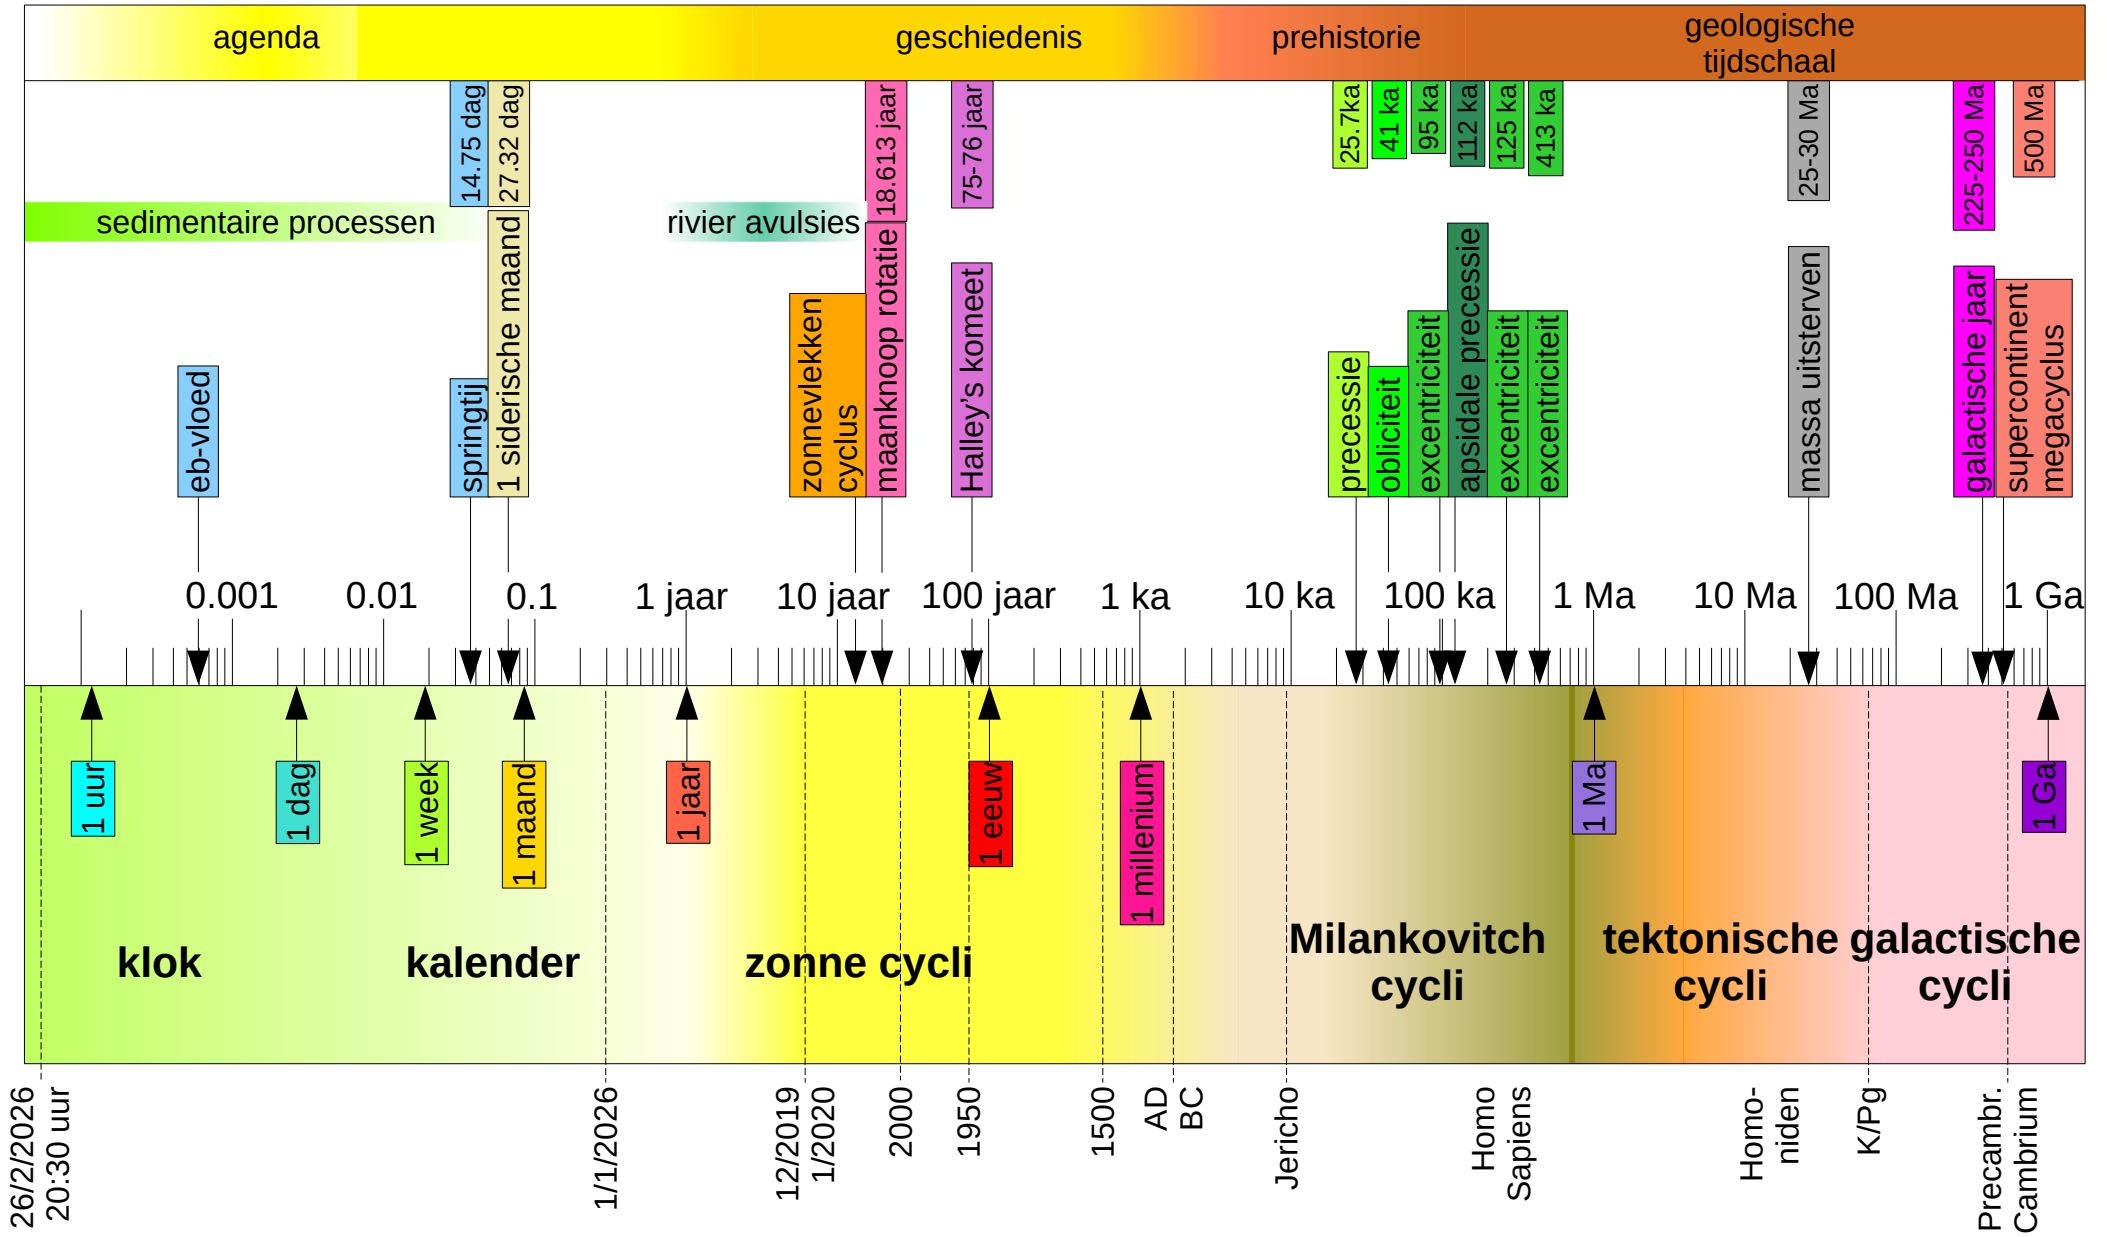 agenda
geschiedenis
prehistorie
geologische
tijdschaal
14.75 dag
27.32 dag
18.613 jaar
75-76 jaar
25.7ka
41 ka
95 ka
112 ka
125 ka
413 ka
25-30 Ma
225-250 Ma
500 Ma
sedimentaire processen
rivier avulsies
eb-vloed
springtij
1 siderische maand
zonnevlekken
cyclus
maanknoop rotatie
Halley's komeet
precessie
obliciteit
excentriciteit
apsidale precessie
excentriciteit
excentriciteit
massa uitsterven
galactische jaar
supercontinent
megacyclus
0.001
0.01
0.1
1 jaar
10 jaar
100 jaar
1 ka
10 ka
100 ka
1 Ma
10 Ma
100 Ma
1 Ga
1 uur
1 dag
1 week
1 maand
1 jaar
1 eeuw
1 millenium
1 Ma
1 Ga
klok
kalender
zonne cycli
Milankovitch
cycli
tektonische
cycli
galactische
cycli
26/2/2026
20:30 uur
1/1/2026
12/2019
1/2020
2000
1950
1500
AD
BC
Jericho
Homo
Sapiens
Homo-
niden
K/Pg
Precambr.
Cambrium